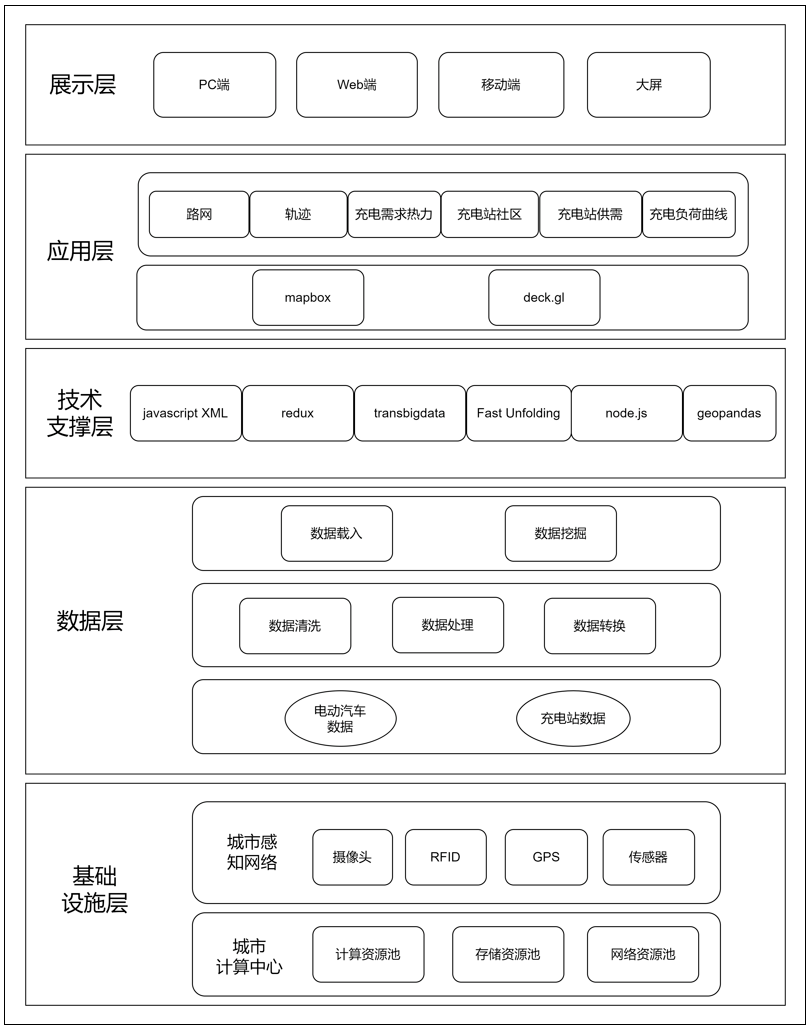 展示层
PC端
Web端
移动端
大屏
应用层
路网
轨迹
充电需求热力
充电站社区
充电站供需
充电负荷曲线
mapbox
deck.gl
技术
支撑层
javascript XML
redux
transbigdata
Fast Unfolding
node.js
geopandas
数据层
数据载入
数据挖掘
数据清洗
数据处理
数据转换
电动汽车
数据
充电站数据
基础
设施层
城市感
知网络
摄像头
RFID
GPS
传感器
城市
计算中心
计算资源池
存储资源池
网络资源池